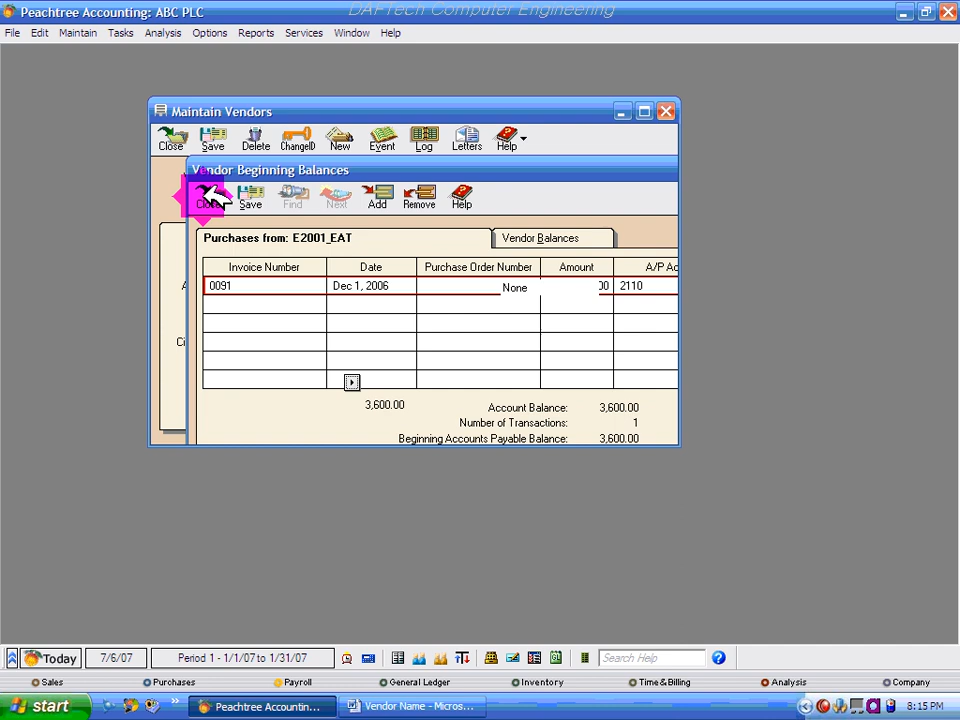 Peachtree Accounting: ABC PLC
DAFTech Computer Engineering
File Edit Maintain Tasks Analysis Options Reports Services Window Help
Maintain Vendors
Close Save Delete ChangeID New Event Log Letters Help
Vendor Beginning Balances
Close Save Find Next Add Remove Help
Purchases from: E2001_EAT Vendor Balances
Invoice Number Date Purchase Order Number Amount A/P Ac
0091 Dec 1, 2006 None 00 2110
A
Ci
3,600.00 Account Balance: 3,600.00
Number of Transactions: 1
Beginning Accounts Payable Balance: 3,600.00
Today 7/6/07 Period 1 - 1/1/07 to 1/31/07 Search Help
Sales Purchases Payroll General Ledger Inventory Time & Billing Analysis Company
start Peachtree Accountin... Vendor Name - Micros... 8:15 PM